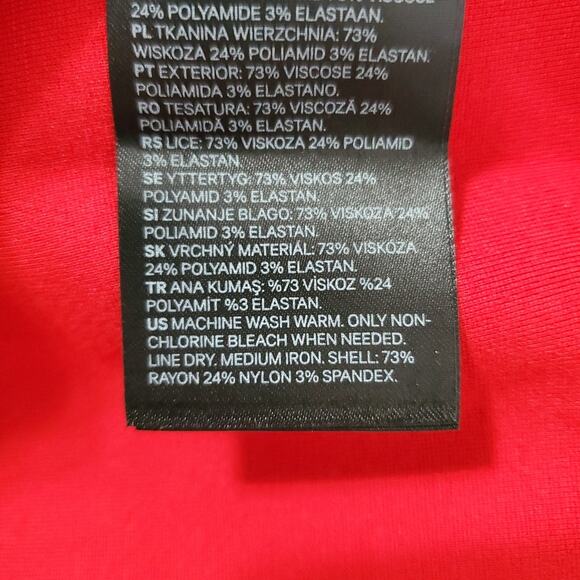 VISCOSE
24% POLYAMIDE 3% ELASTAAN.
PL TKANINA WIERZCHNIA: 73%
WISKOZA 24% POLIAMID 3% ELASTAN.
PT EXTERIOR: 73% VISCOSE 24%
POLIAMIDA 3% ELASTANO.
RO TESATURA: 73% VISCOZĂ 24%
POLIAMIDĂ 3% ELASTAN.
RS LICE: 73% VISKOZA 24% POLIAMID
3% ELASTAN
SE YTTERTYG: 73% VISKOS 24%
POLYAMID 3% ELASTAN.
SI ZUNANJE BLAGO: 73% VISKOZA 24%
POLIAMID 3% ELASTAN.
SK VRCHNÝ MATERIÁL: 73% VISKOZA
24% POLYAMID 3% ELASTAN.
TR ANA KUMAŞ: %73 VİSKOZ %24
POLYAMİT %3 ELASTAN.
US MACHINE WASH WARM. ONLY NON-
CHLORINE BLEACH WHEN NEEDED.
LINE DRY. MEDIUM IRON. SHELL: 73%
RAYON 24% NYLON 3% SPANDEX.